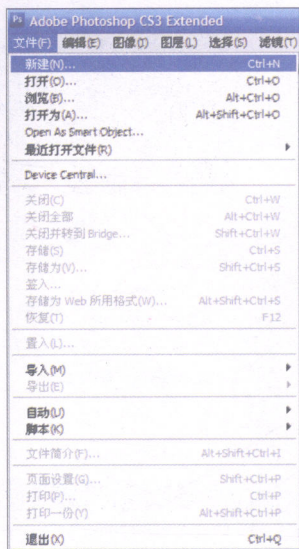 Ps Adobe Photoshop CS3 Extended
文件(F) 编辑(E) 图像(I) 图层(L) 选择(S) 滤镜(T)
新建(N)... Ctrl+N
打开(O)... Ctrl+O
浏览(B)... Alt+Ctrl+O
打开为(A)... Alt+Shift+Ctrl+O
Open As Smart Object...
最近打开文件(R)
Device Central...
关闭(C) Ctrl+W
关闭全部 Alt+Ctrl+W
关闭并转到 Bridge... Shift+Ctrl+W
存储(S) Ctrl+S
存储为(V)... Shift+Ctrl+S
签入...
存储为 Web 所用格式(W)... Alt+Shift+Ctrl+S
恢复(T) F12
置入(L)...
导入(M)
导出(E)
自动(U)
脚本(K)
文件简介(F)... Alt+Shift+Ctrl+I
页面设置(G)... Shift+Ctrl+P
打印(P)... Ctrl+P
打印一份(Y) Alt+Shift+Ctrl+P
退出(X) Ctrl+Q